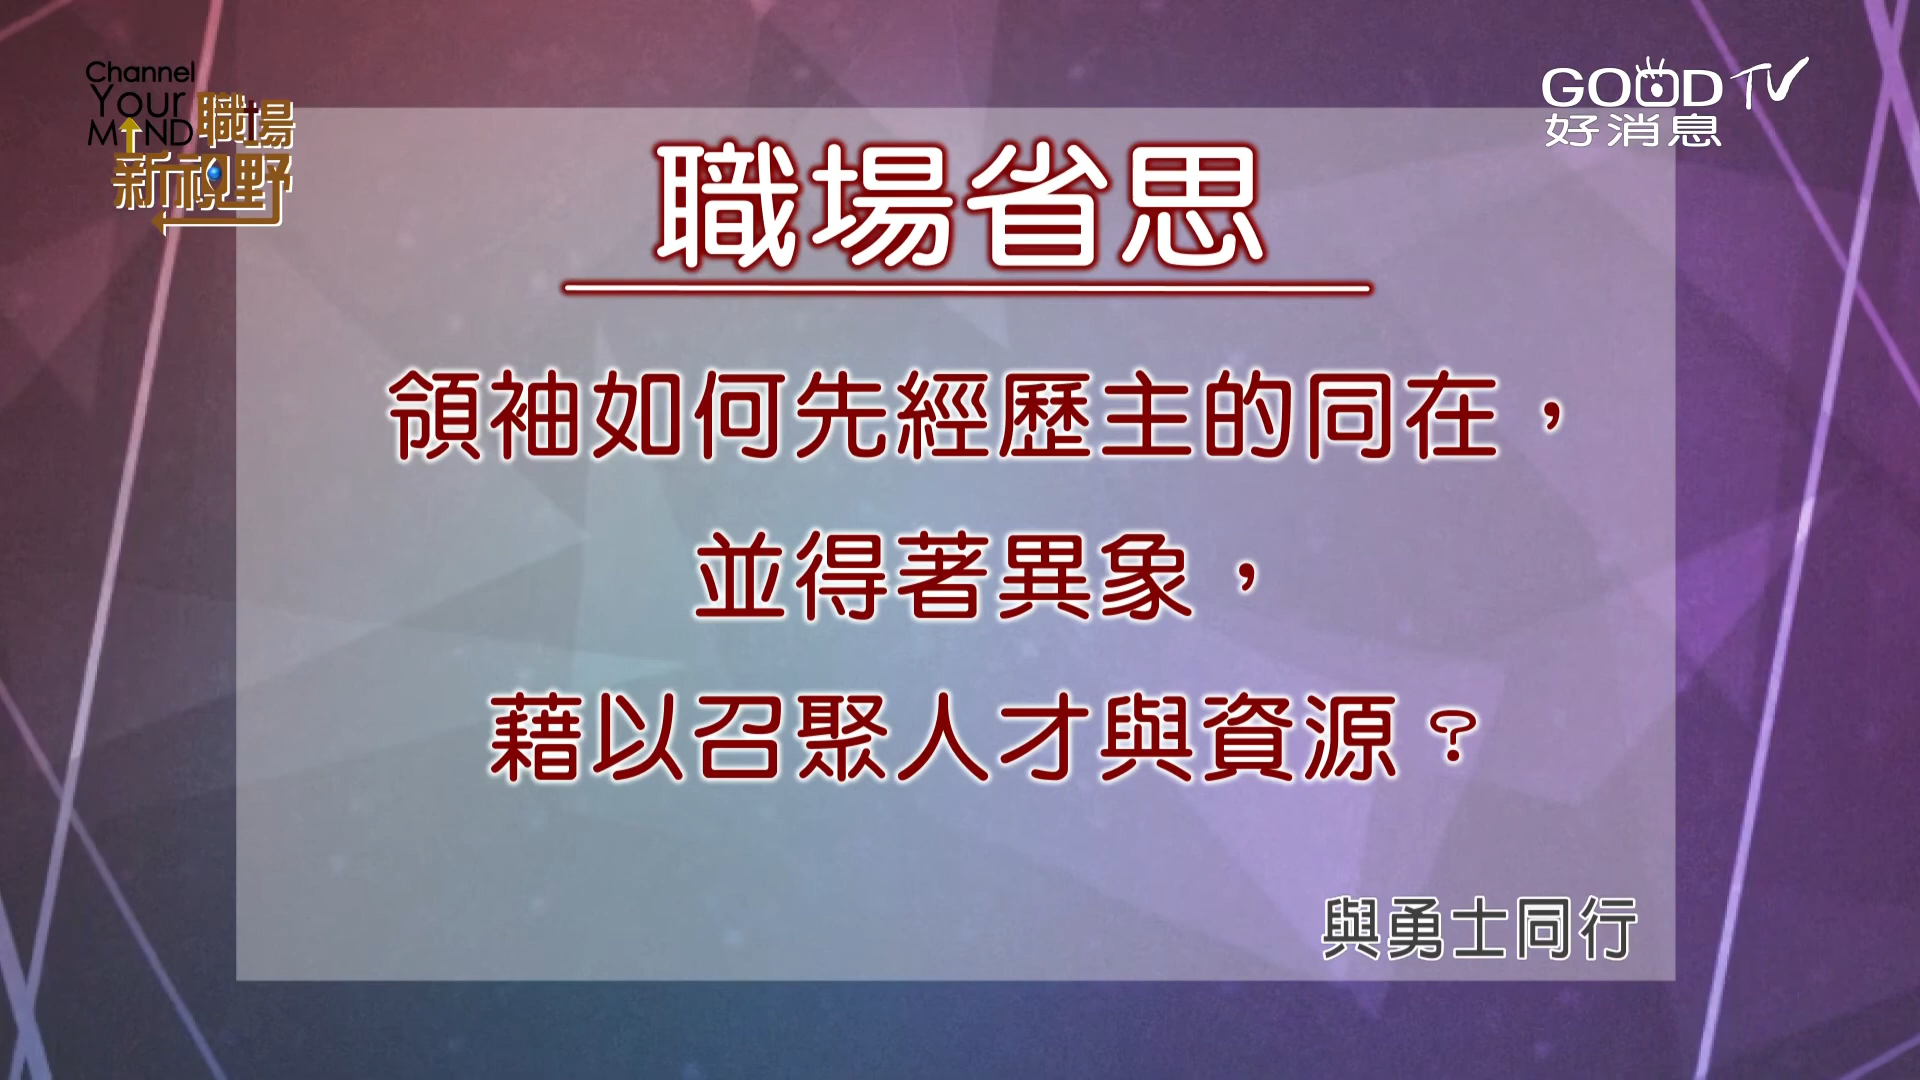 Channel
Your
MIND 職場
新視野
GOOD TV
好消息
職場省思
領袖如何先經歷主的同在，
並得著異象，
藉以召聚人才與資源？
與勇士同行